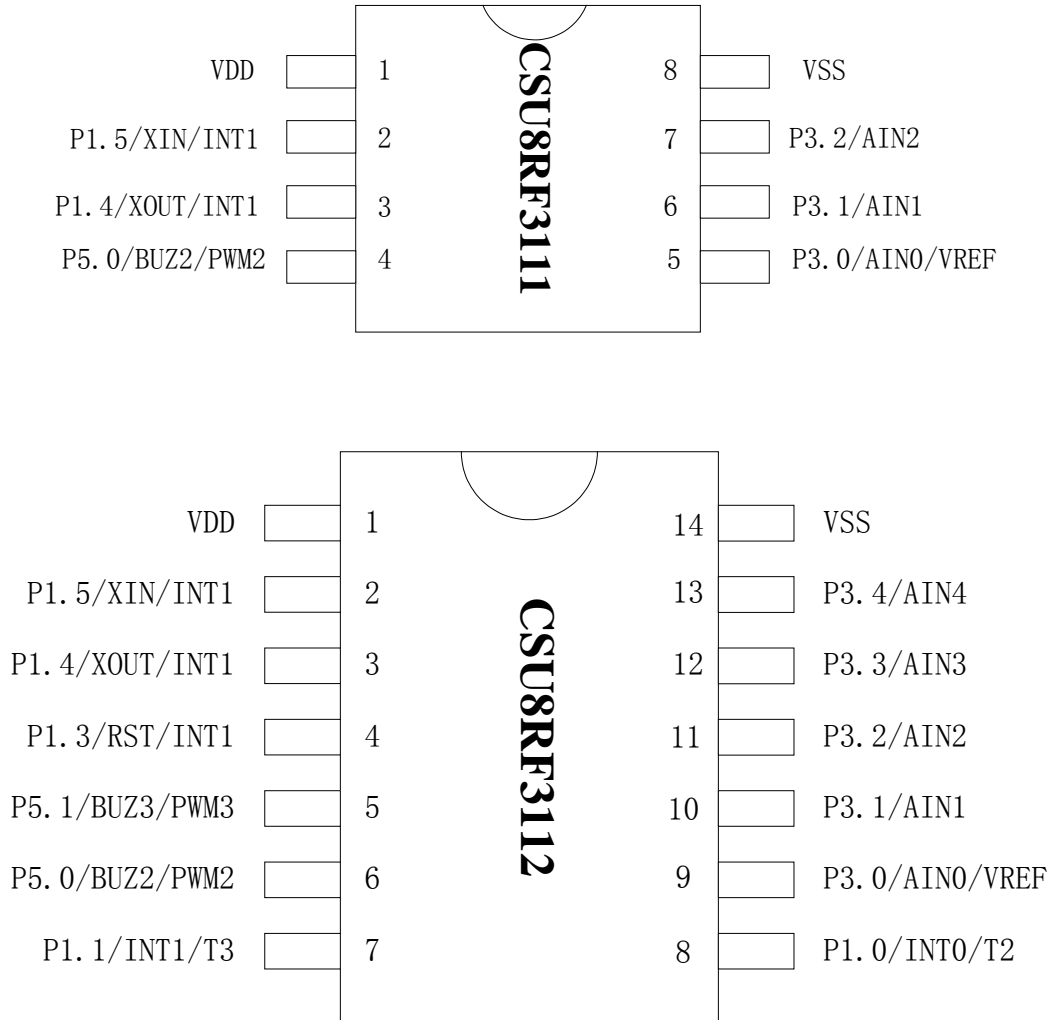 VDD 1 8 VSS
P1.5/XIN/INT1 2 7 P3.2/AIN2
P1.4/XOUT/INT1 3 6 P3.1/AIN1
P5.0/BUZ2/PWM2 4 5 P3.0/AIN0/VREF
CSU8RF3111
VDD 1 14 VSS
P1.5/XIN/INT1 2 13 P3.4/AIN4
P1.4/XOUT/INT1 3 12 P3.3/AIN3
P1.3/RST/INT1 4 11 P3.2/AIN2
P5.1/BUZ3/PWM3 5 10 P3.1/AIN1
P5.0/BUZ2/PWM2 6 9 P3.0/AIN0/VREF
P1.1/INT1/T3 7 8 P1.0/INT0/T2
CSU8RF3112